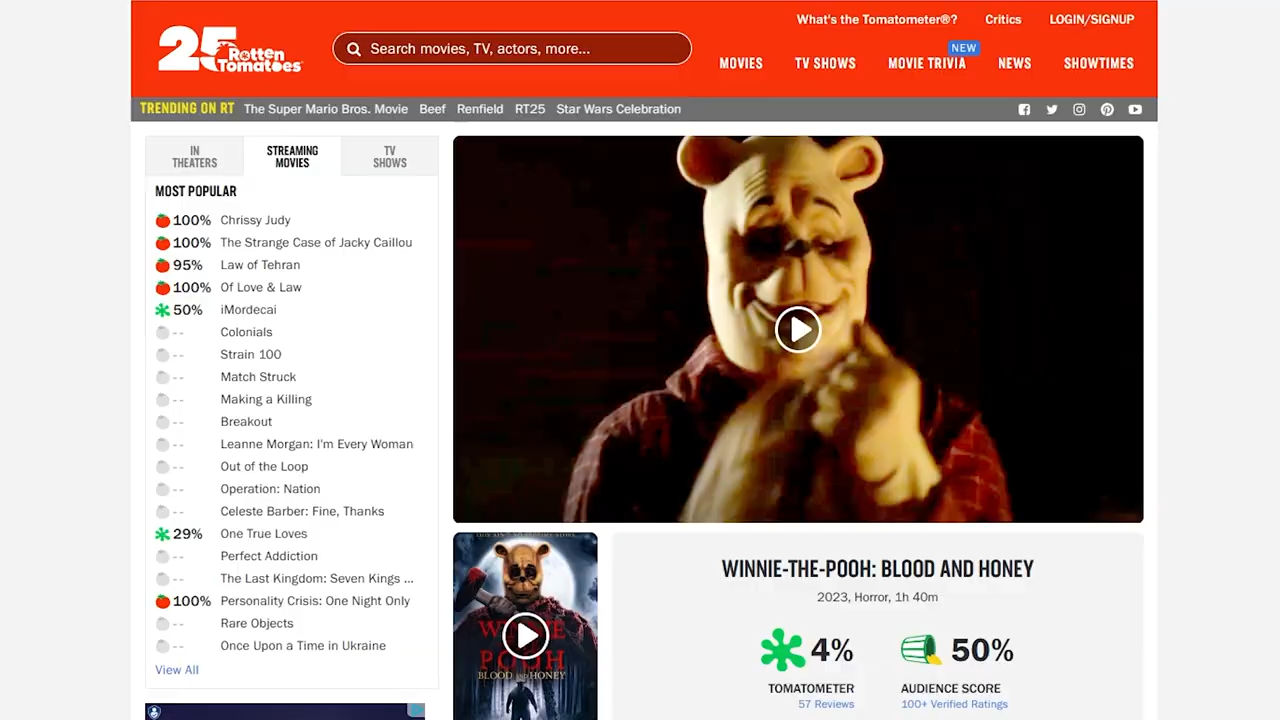 What's the Tomatometer®? Critics LOGIN/SIGNUP
25 Rotten Tomatoes
Search movies, TV, actors, more...
NEW
MOVIES TV SHOWS MOVIE TRIVIA NEWS SHOWTIMES
TRENDING ON RT The Super Mario Bros. Movie Beef Renfield RT25 Star Wars Celebration
IN THEATERS
STREAMING MOVIES
TV SHOWS
MOST POPULAR
100% Chrissy Judy
100% The Strange Case of Jacky Caillou
95% Law of Tehran
100% Of Love & Law
50% iMordecai
-- Colonials
-- Strain 100
-- Match Struck
-- Making a Killing
-- Breakout
-- Leanne Morgan: I'm Every Woman
-- Out of the Loop
-- Operation: Nation
-- Celeste Barber: Fine, Thanks
29% One True Loves
-- Perfect Addiction
-- The Last Kingdom: Seven Kings ...
100% Personality Crisis: One Night Only
-- Rare Objects
-- Once Upon a Time in Ukraine
View All
WINNIE
POOH
BLOOD AND HONEY
WINNIE-THE-POOH: BLOOD AND HONEY
2023, Horror, 1h 40m
4% 50%
TOMATOMETER AUDIENCE SCORE
57 Reviews 100+ Verified Ratings